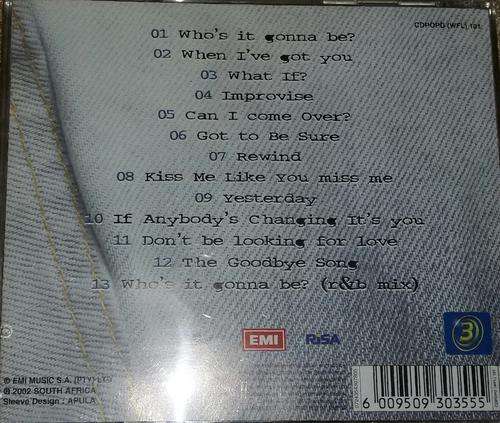 CDPOPD (WFL) 101
01 Who's it gonna be?
02 When I've got you
03 What If?
04 Improvise
05 Can I come Over?
06 Got to Be Sure
07 Rewind
08 Kiss Me Like You miss me
09 Yesterday
10 If Anybody's Changing It's you
11 Don't be looking for love
12 The Goodbye Song
13 Who's it gonna be? (r&b mix)
EMI RiSA 3
℗ EMI MUSIC S.A. (PTY) LTD
© 2002 SOUTH AFRICA
Sleeve Design : APULA
6 009509 303555